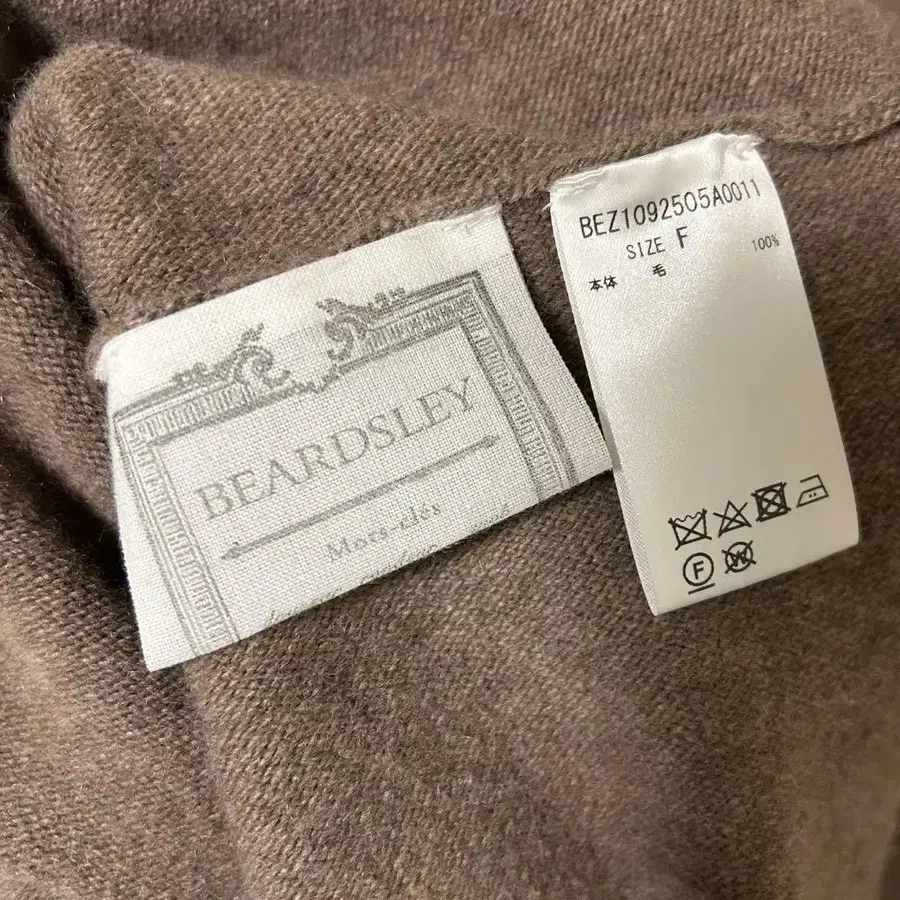 BEARDSLEY
Mots-clés
BEZ1092505A0011
SIZE F
本体 毛 100%
F
W